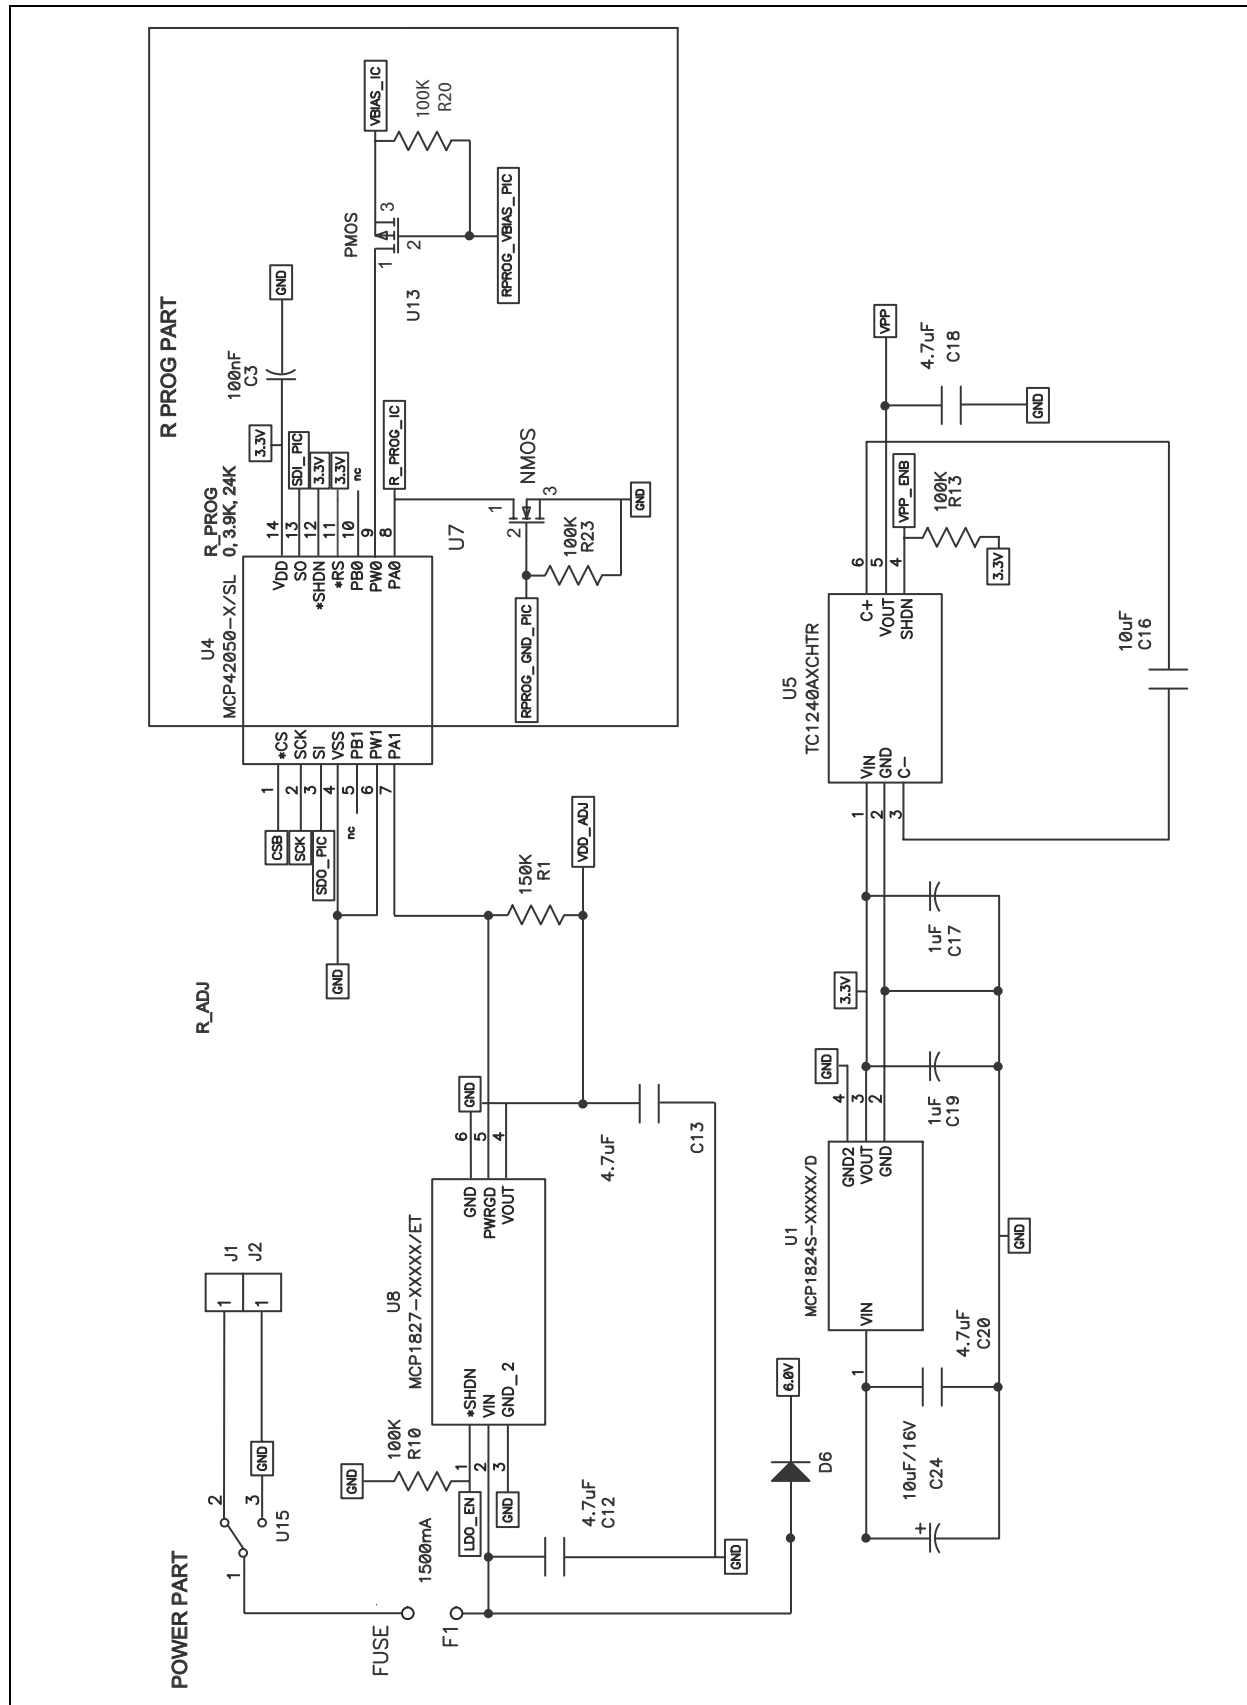 POWER PART
J1
J2
1
1
2
3
1
U15
FUSE
F1
1500mA
GND
GND
100K
R10
LDO_EN
1
2
3
GND
U8
MCP1827-XXXXX/ET
*SHDN
VIN
GND_2
GND
PWRGD
VOUT
6
5
4
GND
4.7uF
C12
4.7uF
C13
GND
R_ADJ
GND
150K
R1
VDD_ADJ
CSB
SCK
SDO_PIC
nc
1
2
3
4
5
6
7
U4
MCP42050-X/SL
*CS
SCK
SI
VSS
PB1
PW1
PA1
VDD
SO
*SHDN
*RS
PB0
PW0
PA0
14
13
12
11
10
9
8
R PROG PART
R_PROG
0, 3.9K, 24K
3.3V
SDI_PIC
3.3V
3.3V
nc
R_PROG_IC
100nF
C3
GND
PMOS
1
2
3
U13
VBIAS_IC
100K
R20
RPROG_VBIAS_PIC
U7
NMOS
1
2
3
100K
R23
RPROG_GND_PIC
GND
D6
6.0V
10uF/16V
C24
+
4.7uF
C20
1
U1
MCP1824S-XXXXX/D
VIN
GND2
VOUT
GND
4
3
2
GND
GND
1uF
C19
3.3V
1uF
C17
1
2
3
U5
TC1240AXCHTR
VIN
GND
C-
C+
VOUT
SHDN
6
5
4
VPP_ENB
100K
R13
3.3V
10uF
C16
VPP
4.7uF
C18
GND